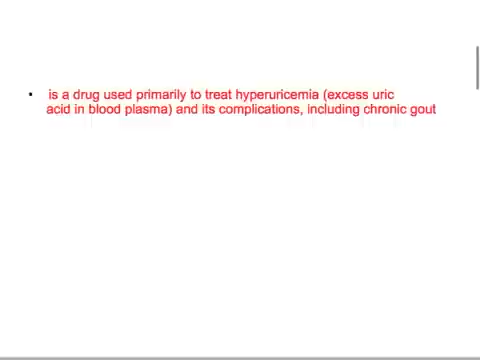 • is a drug used primarily to treat hyperuricemia (excess uric
acid in blood plasma) and its complications, including chronic gout